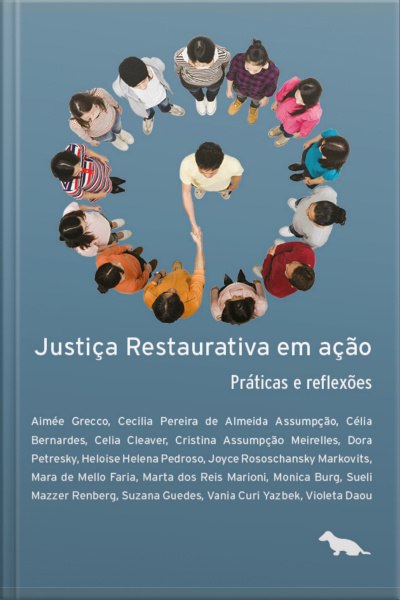 Justiça Restaurativa em ação
Práticas e reflexões
Aimée Grecco, Cecilia Pereira de Almeida Assumpção, Célia
Bernardes, Celia Cleaver, Cristina Assumpção Meirelles, Dora
Petresky, Heloise Helena Pedroso, Joyce Rososchansky Markovits,
Mara de Mello Faria, Marta dos Reis Marioni, Monica Burg, Sueli
Mazzer Renberg, Suzana Guedes, Vania Curi Yazbek, Violeta Daou